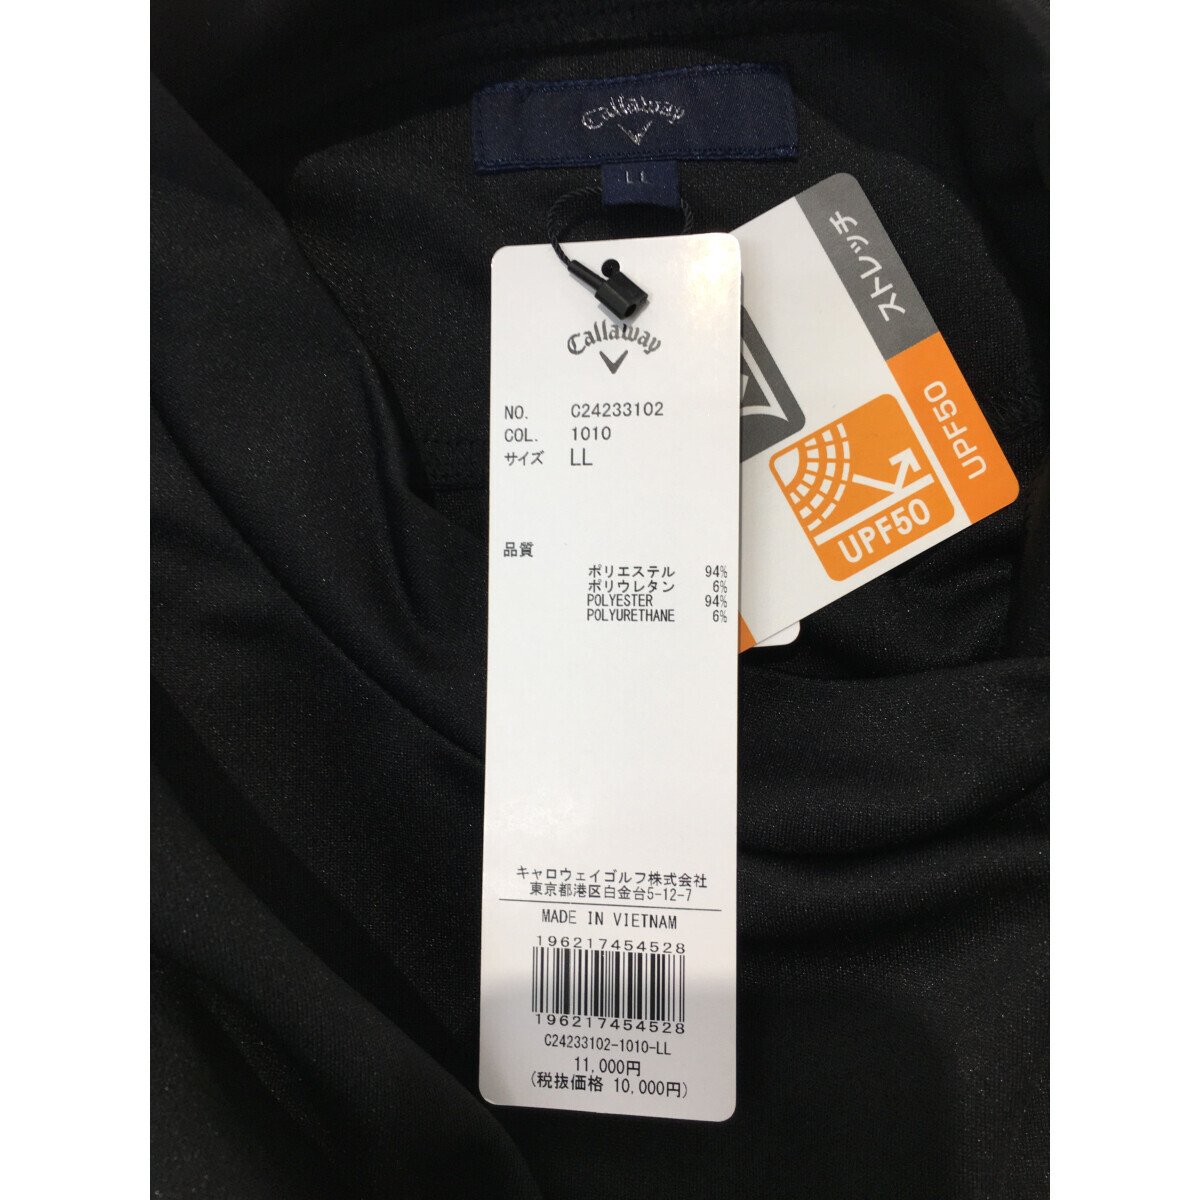 Callaway
LL
Callaway
NO. C24233102
COL. 1010
サイズ LL
品質
ポリエステル 94%
ポリウレタン 6%
POLYESTER 94%
POLYURETHANE 6%
キャロウェイゴルフ株式会社
東京都港区白金台5-12-7
MADE IN VIETNAM
196217454528
196217454528
C24233102-1010-LL
11,000円
(税抜価格 10,000円)
ストレッチ
UPF50
UPF50